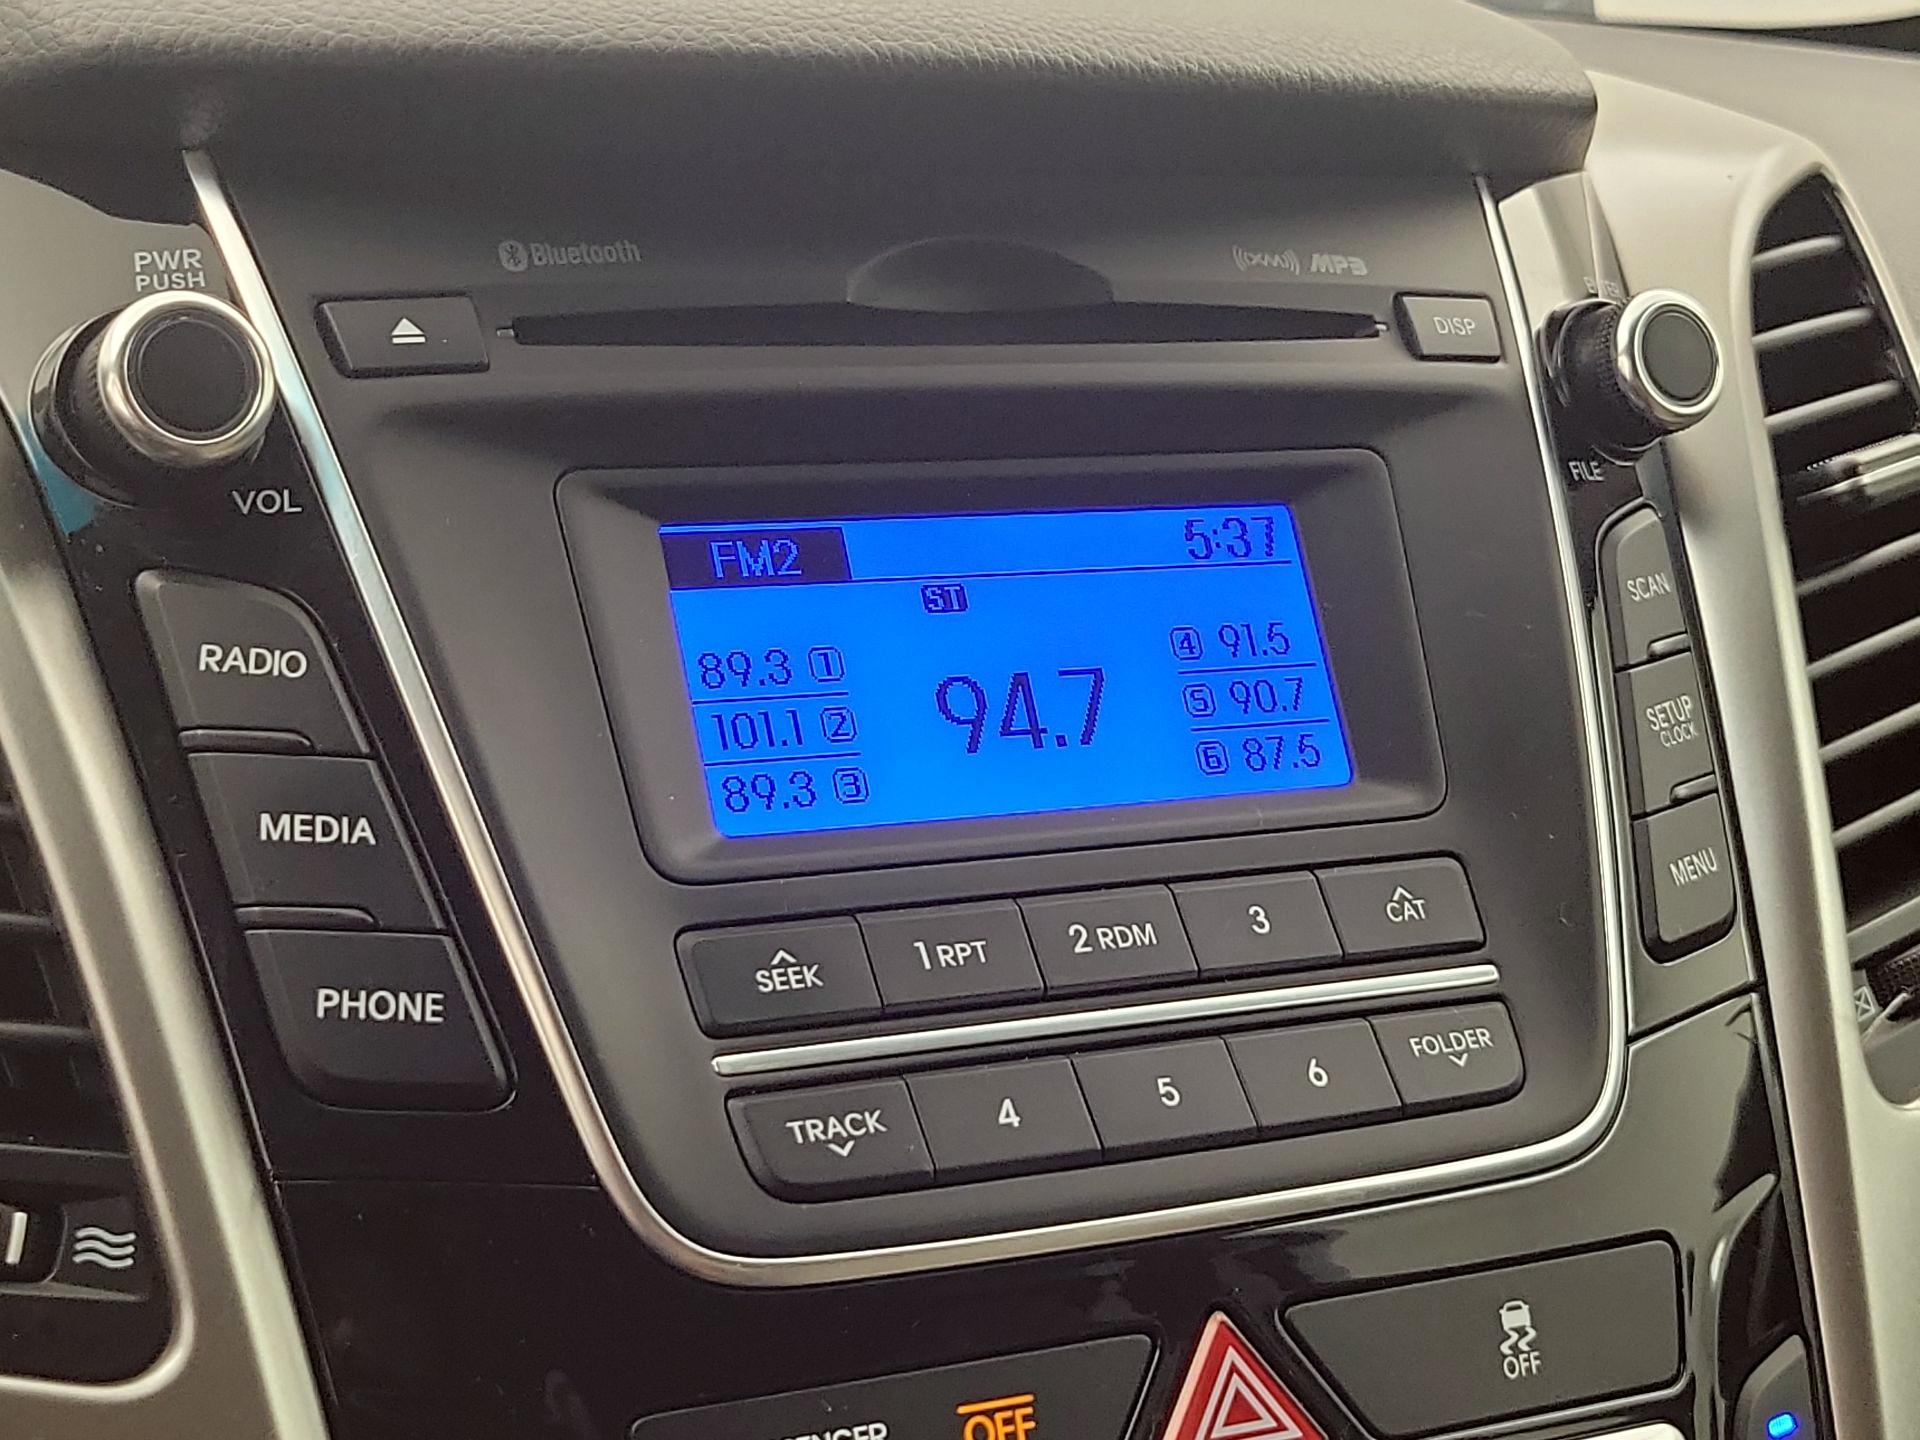 PWR
PUSH
Bluetooth
((XM)) MP3
DISP
VOL
FILE
FM2
5:37
ST
89.3 1
101.1 2
89.3 3
94.7
4 91.5
5 90.7
6 87.5
RADIO
MEDIA
PHONE
SCAN
SETUP
CLOCK
MENU
SEEK
1 RPT
2 RDM
3
CAT
TRACK
4
5
6
FOLDER
OFF
OFF